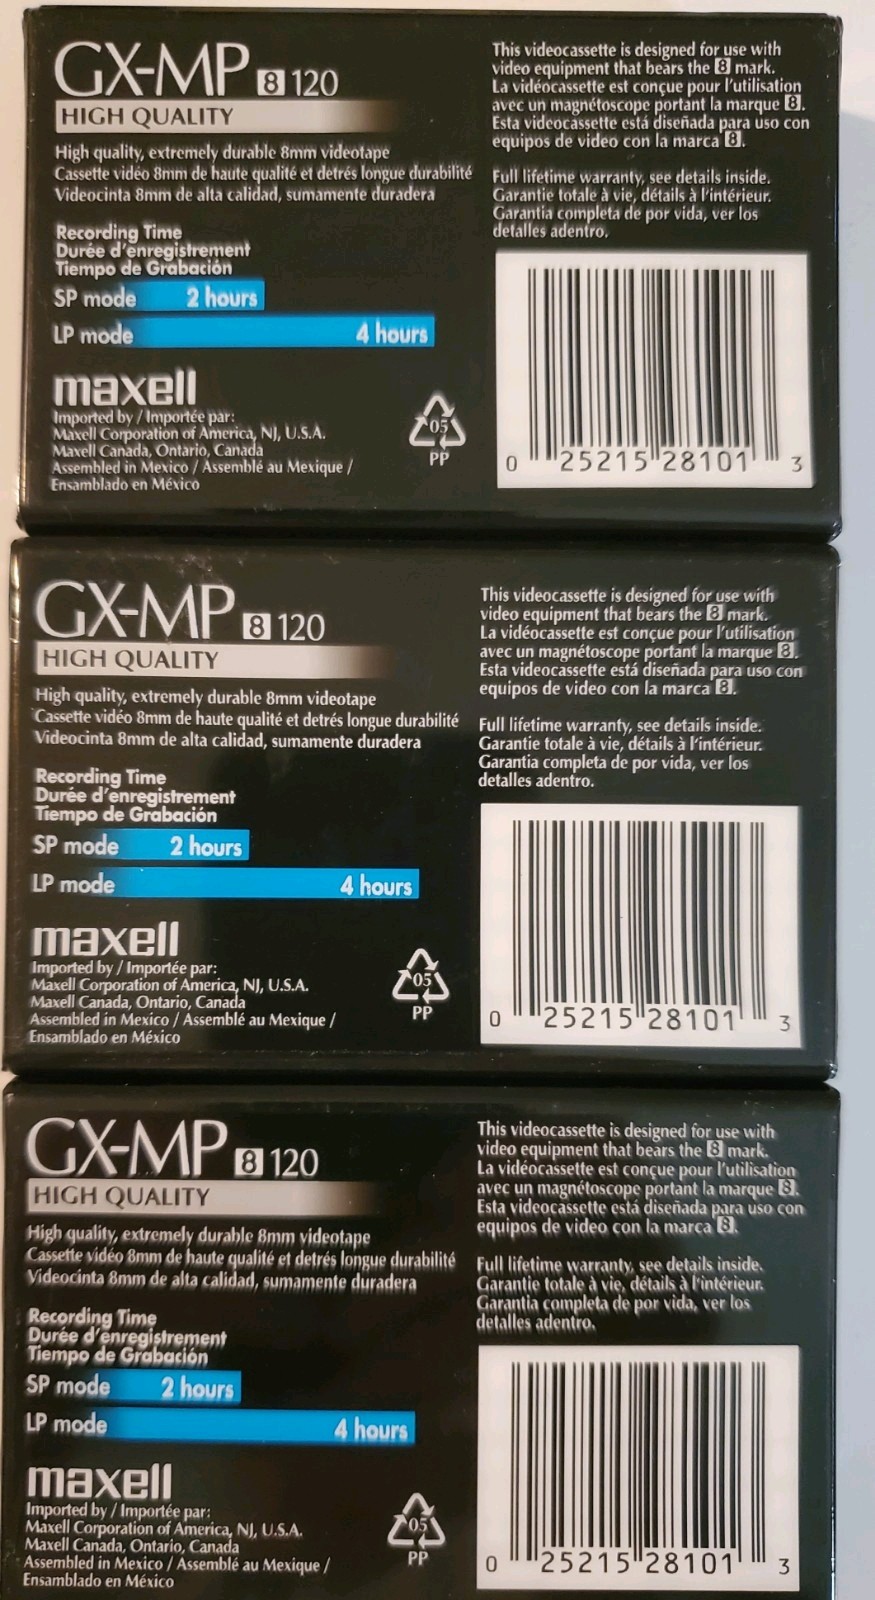 GX-MP 8 120
HIGH QUALITY
High quality, extremely durable 8mm videotape
Cassette vidéo 8mm de haute qualité et detrés longue durabilité
Videocinta 8mm de alta calidad, sumamente duradera
Recording Time
Durée d'enregistrement
Tiempo de Grabación
SP mode 2 hours
LP mode 4 hours
maxell
Imported by / Importée par:
Maxell Corporation of America, NJ, U.S.A.
Maxell Canada, Ontario, Canada
Assembled in Mexico / Assemblé au Mexique /
Ensamblado en México
05
PP
This videocassette is designed for use with
video equipment that bears the 8 mark.
La vidéocassette est conçue pour l'utilisation
avec un magnétoscope portant la marque 8.
Esta videocassette está diseñada para uso con
equipos de video con la marca 8.
Full lifetime warranty, see details inside.
Garantie totale à vie, détails à l'intérieur.
Garantia completa de por vida, ver los
detalles adentro.
0 25215 28101 3
GX-MP 8 120
HIGH QUALITY
High quality, extremely durable 8mm videotape
Cassette vidéo 8mm de haute qualité et detrés longue durabilité
Videocinta 8mm de alta calidad, sumamente duradera
Recording Time
Durée d'enregistrement
Tiempo de Grabación
SP mode 2 hours
LP mode 4 hours
maxell
Imported by / Importée par:
Maxell Corporation of America, NJ, U.S.A.
Maxell Canada, Ontario, Canada
Assembled in Mexico / Assemblé au Mexique /
Ensamblado en México
05
PP
This videocassette is designed for use with
video equipment that bears the 8 mark.
La vidéocassette est conçue pour l'utilisation
avec un magnétoscope portant la marque 8.
Esta videocassette está diseñada para uso con
equipos de video con la marca 8.
Full lifetime warranty, see details inside.
Garantie totale à vie, détails à l'intérieur.
Garantia completa de por vida, ver los
detalles adentro.
0 25215 28101 3
GX-MP 8 120
HIGH QUALITY
High quality, extremely durable 8mm videotape
Cassette vidéo 8mm de haute qualité et detrés longue durabilité
Videocinta 8mm de alta calidad, sumamente duradera
Recording Time
Durée d'enregistrement
Tiempo de Grabación
SP mode 2 hours
LP mode 4 hours
maxell
Imported by / Importée par:
Maxell Corporation of America, NJ, U.S.A.
Maxell Canada, Ontario, Canada
Assembled in Mexico / Assemblé au Mexique /
Ensamblado en México
05
PP
This videocassette is designed for use with
video equipment that bears the 8 mark.
La vidéocassette est conçue pour l'utilisation
avec un magnétoscope portant la marque 8.
Esta videocassette está diseñada para uso con
equipos de video con la marca 8.
Full lifetime warranty, see details inside.
Garantie totale à vie, détails à l'intérieur.
Garantia completa de por vida, ver los
detalles adentro.
0 25215 28101 3